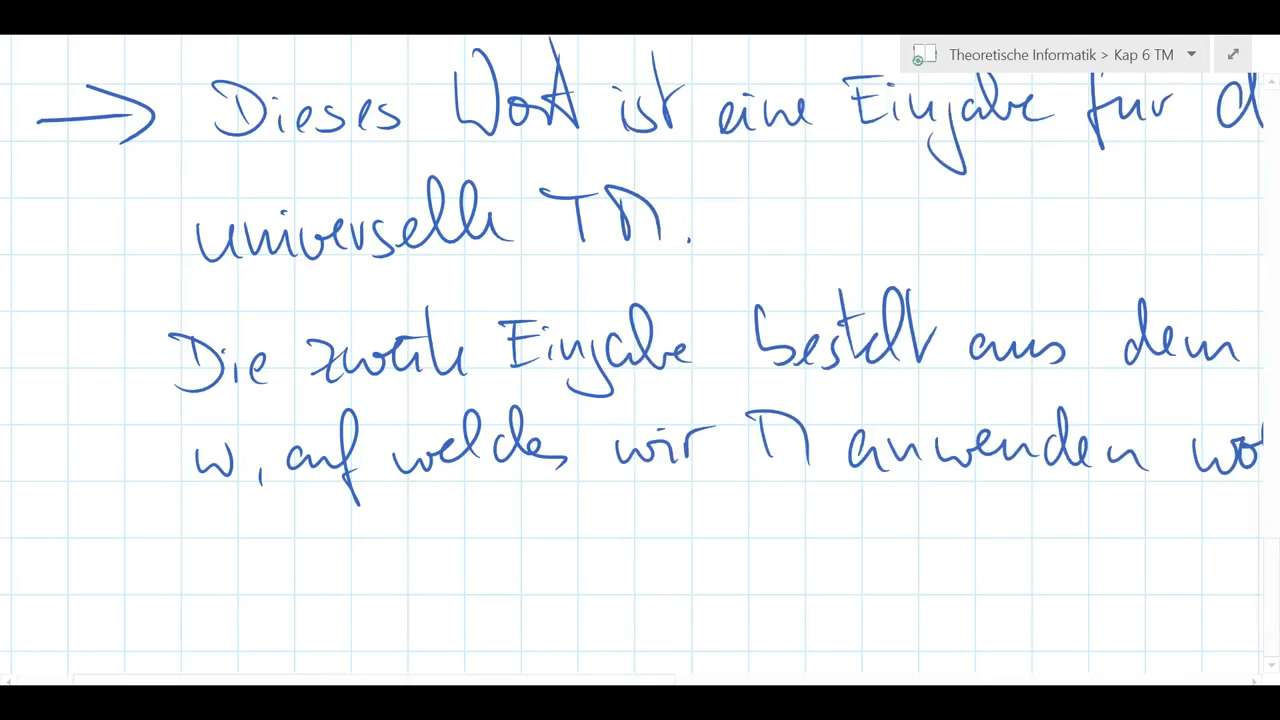 Theoretische Informatik > Kap 6 TM
→ Dieses Wort ist eine Eingabe für d
universelle TM.
Die zweite Eingabe besteht aus dem
w, auf welches wir M anwenden wo